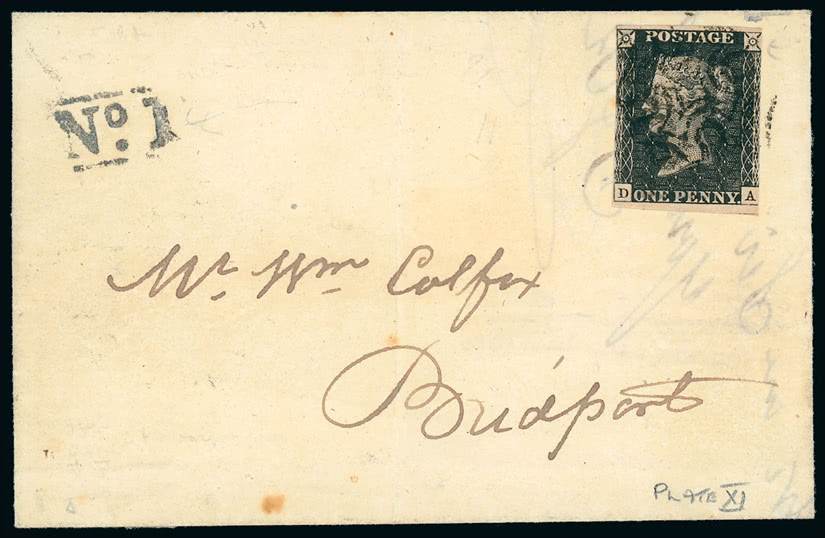 POSTAGE
No. 1
D ONE PENNY A
Mr. Wm Colfox
Bridport
PLATE XI